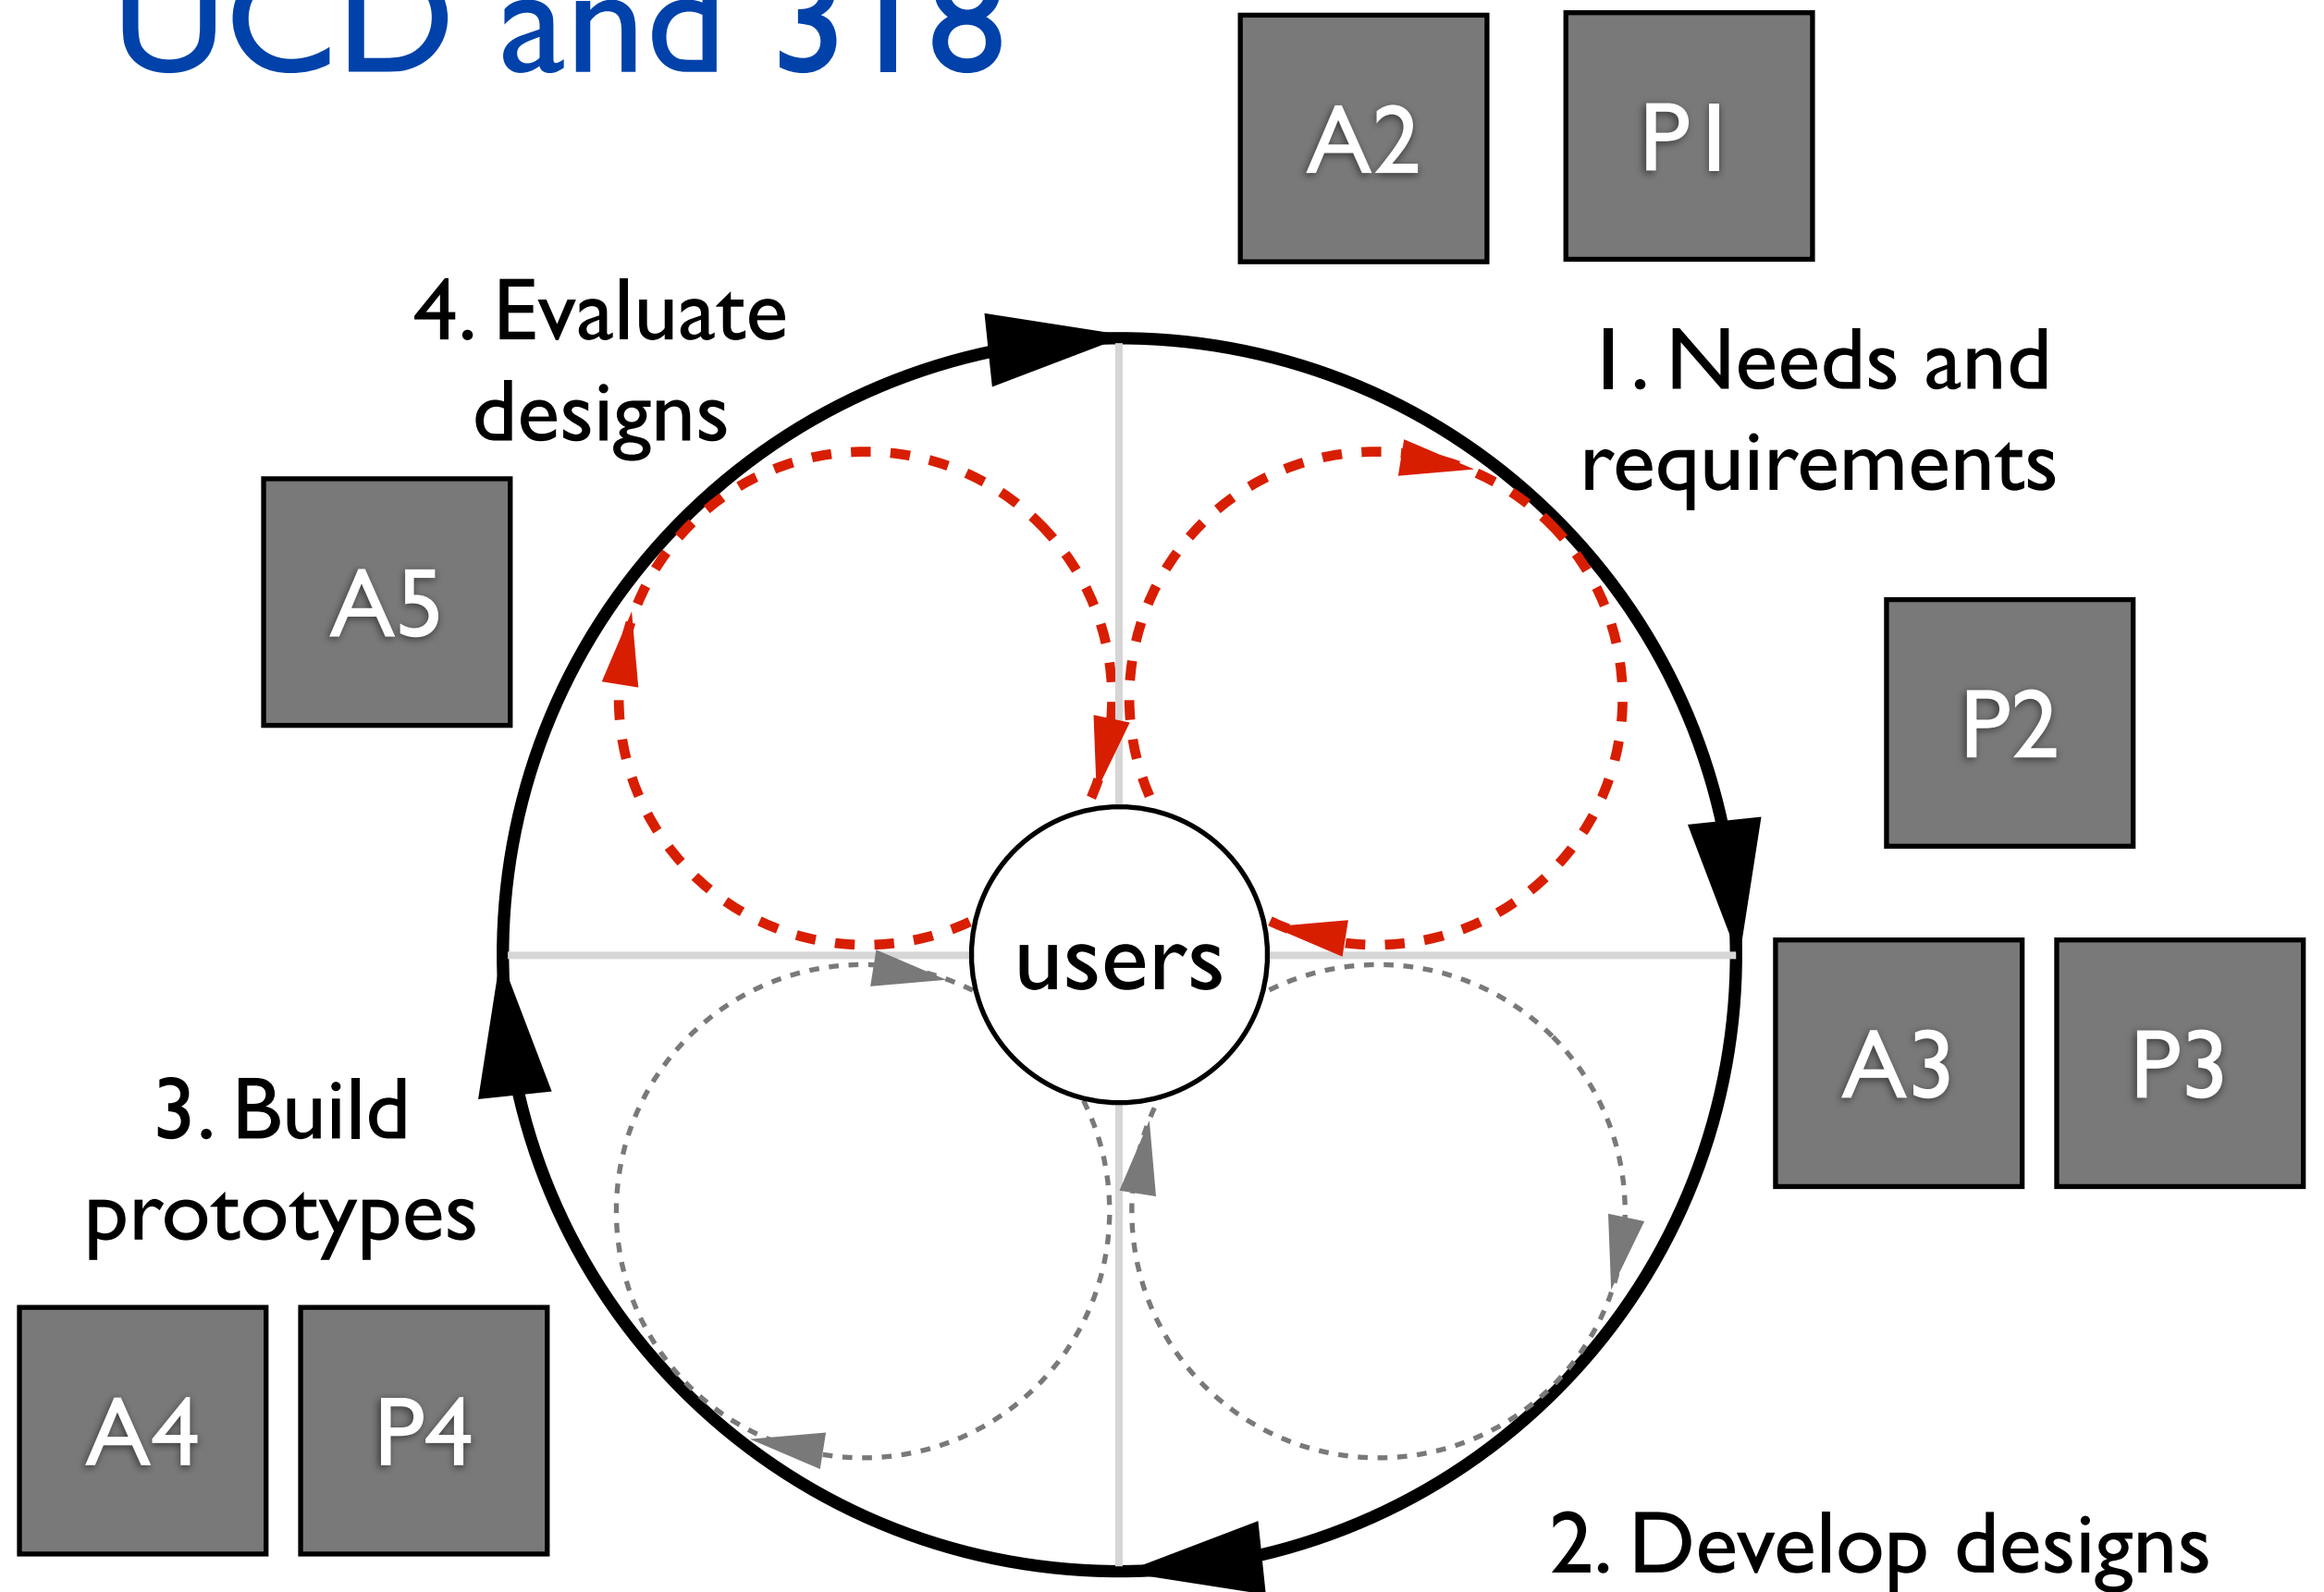 UCD and 318
A2
P1
4. Evaluate
designs
1. Needs and
requirements
A5
P2
users
A3
P3
3. Build
prototypes
A4
P4
2. Develop designs